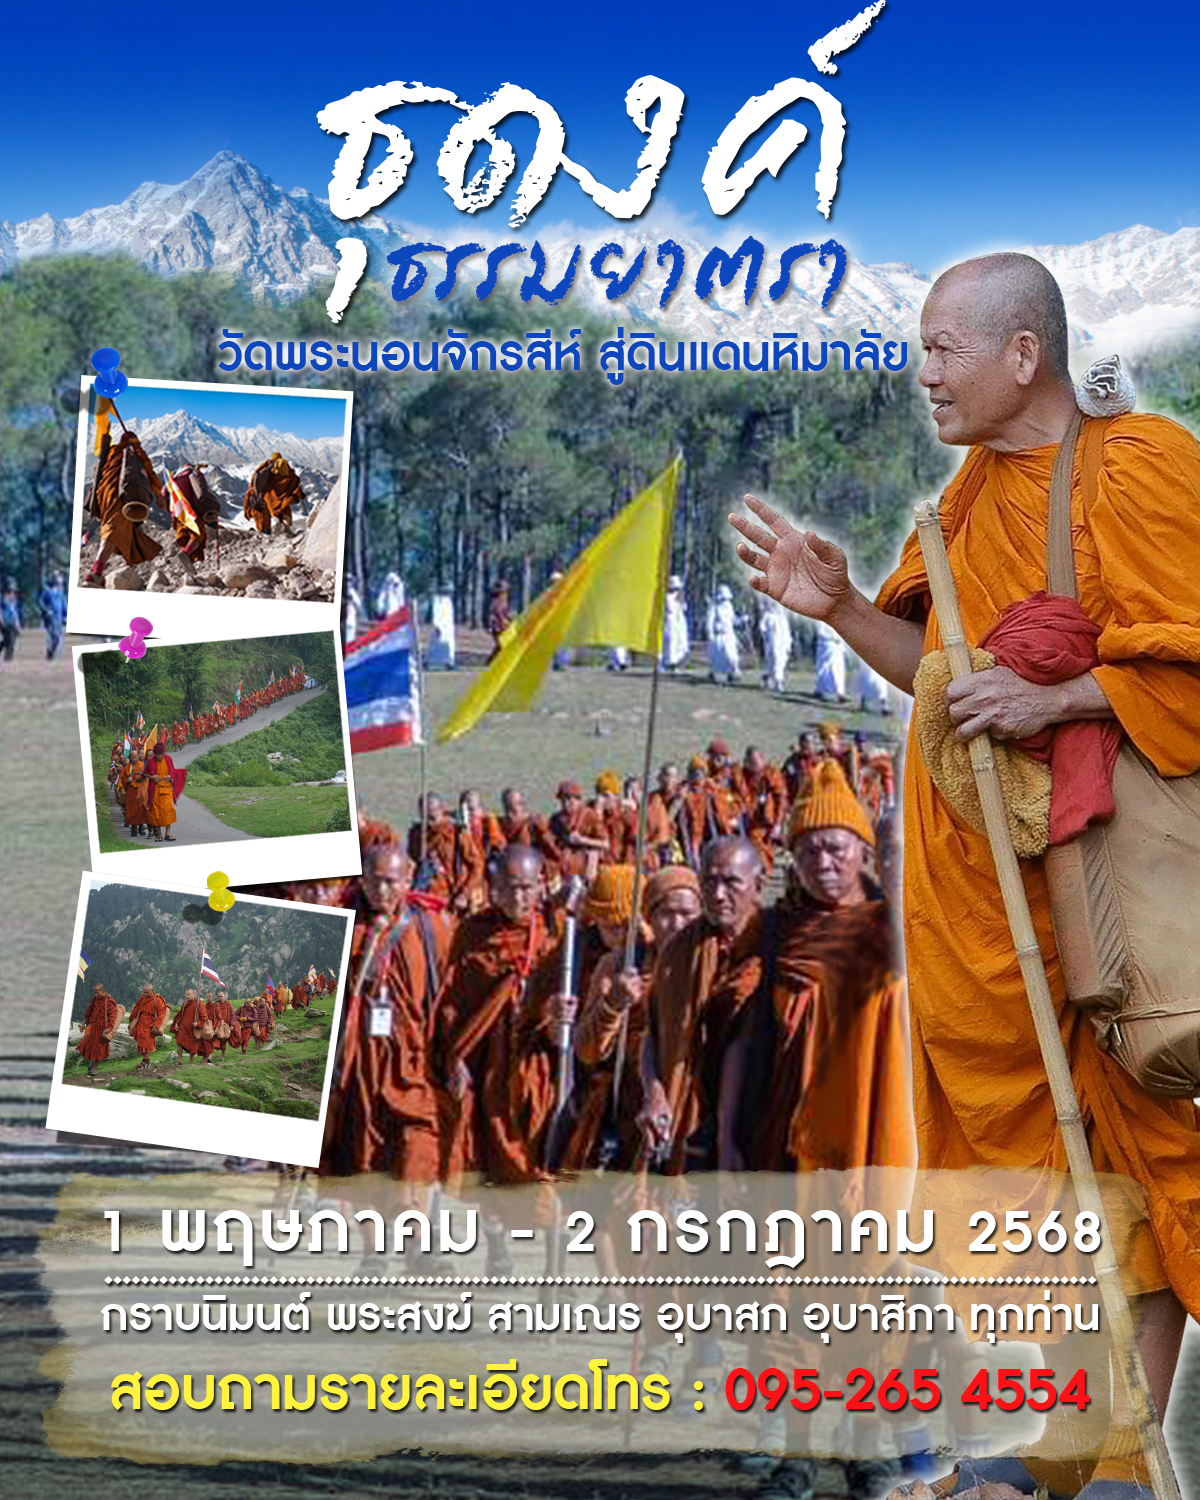 ธุดงค์
ธรรมยาตรา
วัดพระนอนจักรสีห์ สู่ดินแดนหิมาลัย
1 พฤษภาคม - 2 กรกฎาคม 2568
กราบนิมนต์ พระสงฆ์ สามเณร อุบาสก อุบาสิกา ทุกท่าน
สอบถามรายละเอียดโทร : 095-265 4554